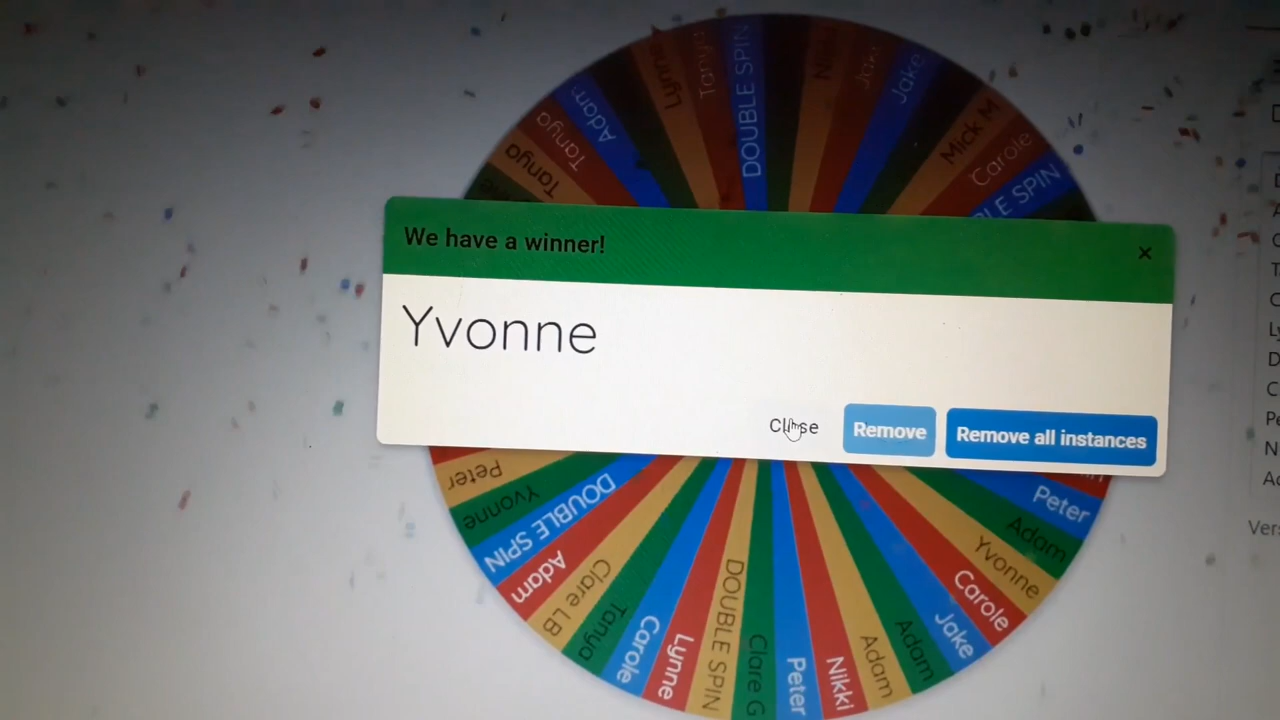 Lynne
Tanya
DOUBLE SPIN
Jake
Jake
Adam
Mick M
Tanya
Carole
Tanya
BLE SPIN
We have a winner!
×
Yvonne
Close
Remove
Remove all instances
Peter
Yvonne
DOUBLE SPIN
Adam
Clare LB
Tanya
Carole
Lynne
DOUBLE SPIN
Clare G
Peter
Nikki
Adam
Adam
Jake
Carole
Yvonne
Adam
Peter